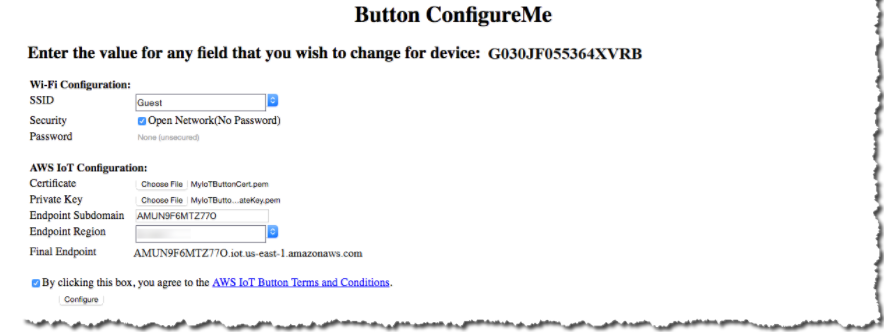 Button ConfigureMe
Enter the value for any field that you wish to change for device: G030JF055364XVRB
Wi-Fi Configuration:
SSID Guest
Security Open Network(No Password)
Password None (unsecured)
AWS IoT Configuration:
Certificate Choose File MyIoTButtonCert.pem
Private Key Choose File MyIoTButto...ateKey.pem
Endpoint Subdomain AMUN9F6MTZ77O
Endpoint Region
Final Endpoint AMUN9F6MTZ77O.iot.us-east-1.amazonaws.com
By clicking this box, you agree to the AWS IoT Button Terms and Conditions.
Configure